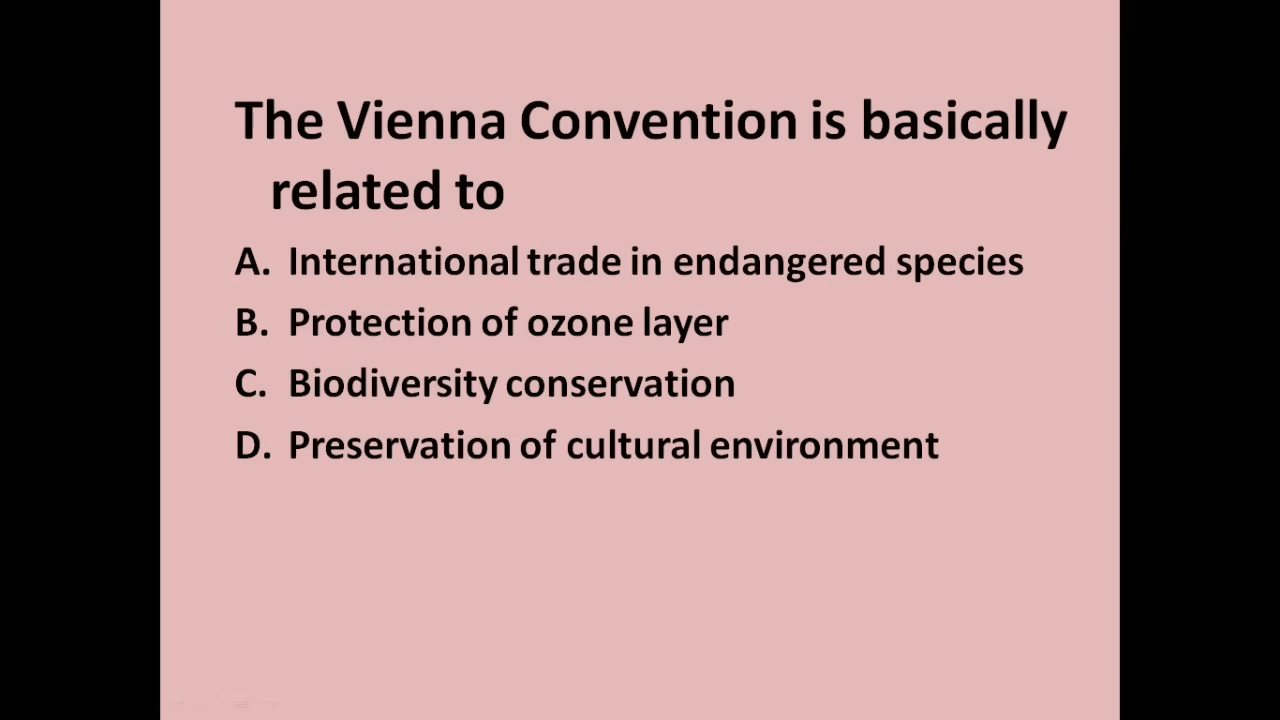 The Vienna Convention is basically
related to
A. International trade in endangered species
B. Protection of ozone layer
C. Biodiversity conservation
D. Preservation of cultural environment